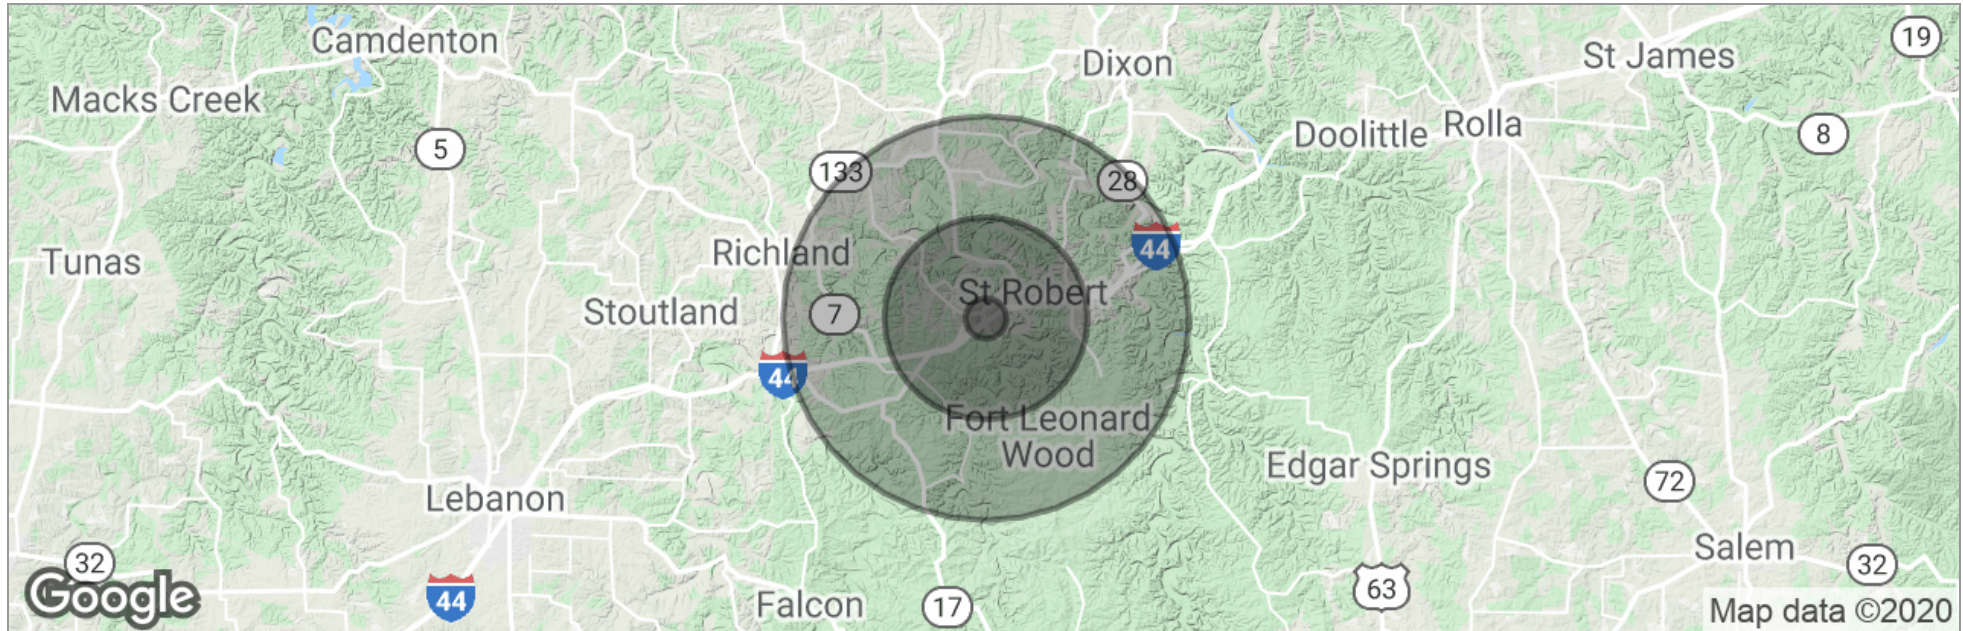 Camdenton
19
Dixon
St James
Macks Creek
5
133
28
Doolittle
Rolla
8
Tunas
Richland
44
St Robert
Stoutland
7
44
Fort Leonard
Wood
Edgar Springs
72
Lebanon
Salem
32
32
44
63
Google
Falcon
17
Map data ©2020